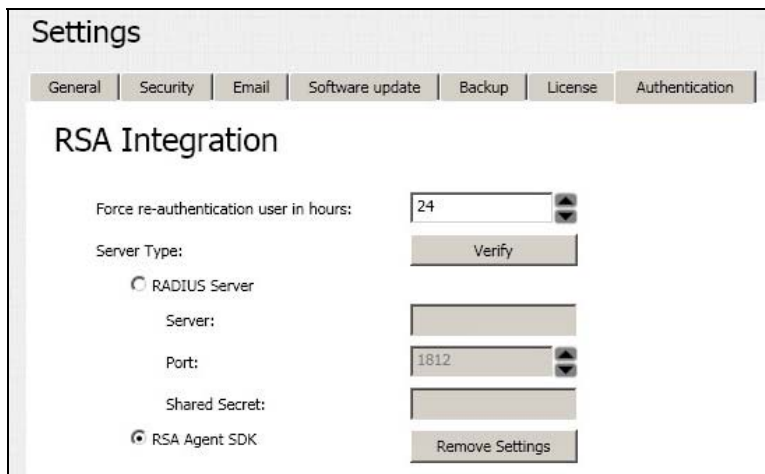 Settings
General Security Email Software update Backup License Authentication
RSA Integration
Force re-authentication user in hours: 24
Server Type: Verify
RADIUS Server
Server:
Port: 1812
Shared Secret:
RSA Agent SDK Remove Settings